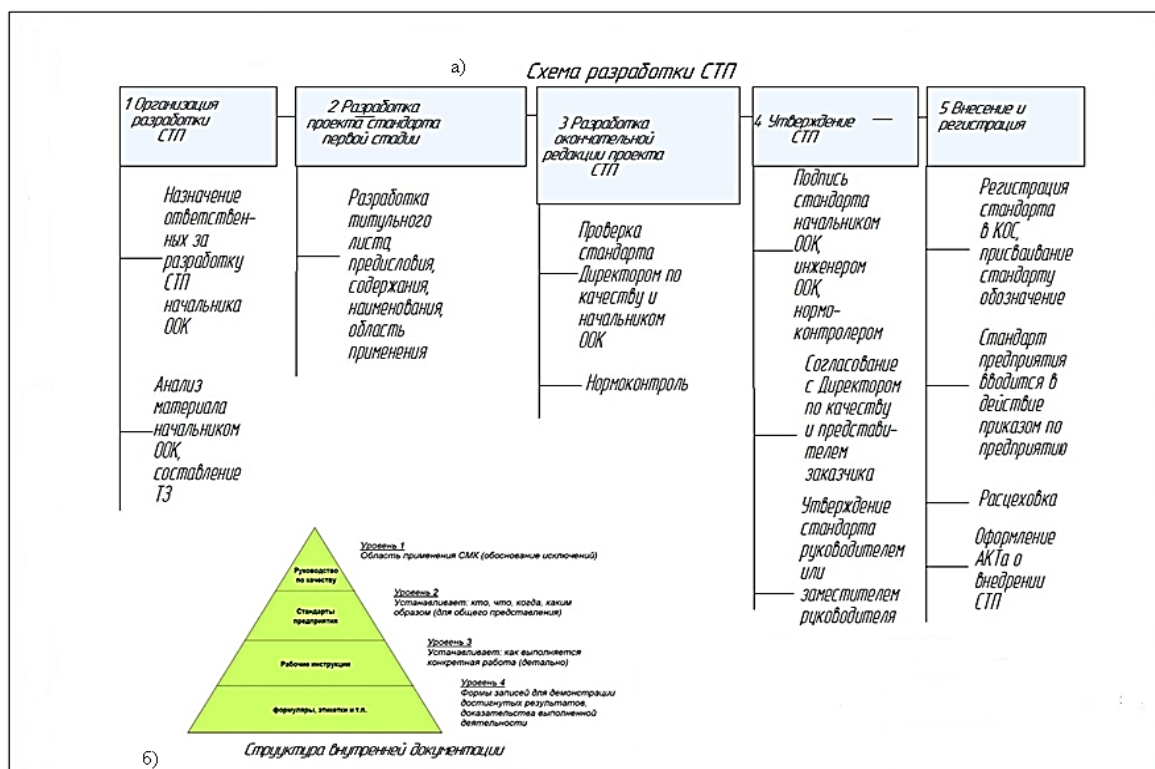 а)
Схема разработки СТП
1 Организация
разработки
СТП
Назначение
ответствен-
ных за
разработку
СТП
начальника
ООК
Анализ
материала
начальником
ООК,
составление
ТЗ
2 Разработка
проекта стандарта
первой стадии
Разработка
титульного
листа,
предисловия,
содержания,
наименования,
область
применения
3 Разработка
окончательной
редакции проекта
СТП
Проверка
стандарта
Директором по
качеству и
начальником
ООК
Нормоконтроль
4 Утверждение
СТП
Подпись
стандарта
начальником
ООК,
инженером
ООК,
нормо-
контролером
Согласование
с Директором
по качеству
и представи-
телем
заказчика
Утверждение
стандарта
руководителем
или
заместителем
руководителя
5 Внесение и
регистрация
Регистрация
стандарта
в КОС,
присваивание
стандарту
обозначение
Стандарт
предприятия
вводится в
действие
приказом по
предприятию
Расцеховка
Оформление
АКТа о
внедрении
СТП
Руководство
по качеству
Стандарты
предприятия
Рабочие инструкции
формуляры, этикетки и т.п.
Уровень 1
Область применения СМК (обоснование исключений)
Уровень 2
Устанавливает: кто, что, когда, каким
образом (для общего представления)
Уровень 3
Устанавливает: как выполняется
конкретная работа (детально)
Уровень 4
Формы записей для демонстрации
достигнутых результатов,
доказательства выполненной
деятельности
Струуктура внутренней документации
б)